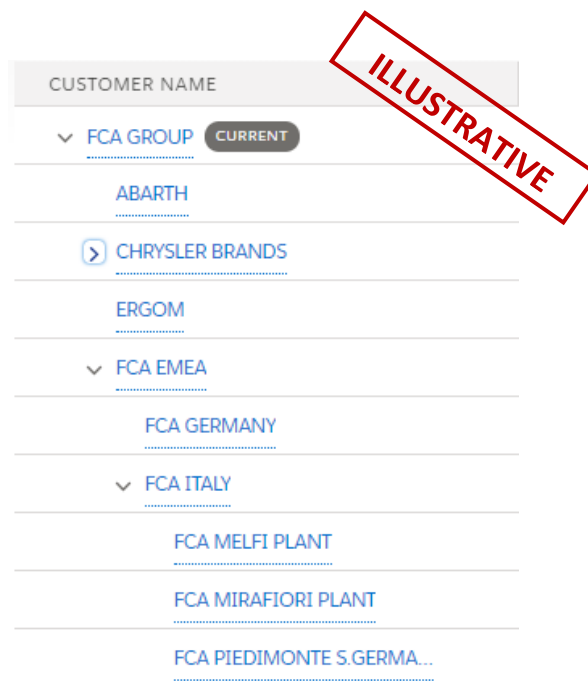 ILLUSTRATIVE
CUSTOMER NAME
FCA GROUP CURRENT
ABARTH
CHRYSLER BRANDS
ERGOM
FCA EMEA
FCA GERMANY
FCA ITALY
FCA MELFI PLANT
FCA MIRAFIORI PLANT
FCA PIEDIMONTE S.GERMA...